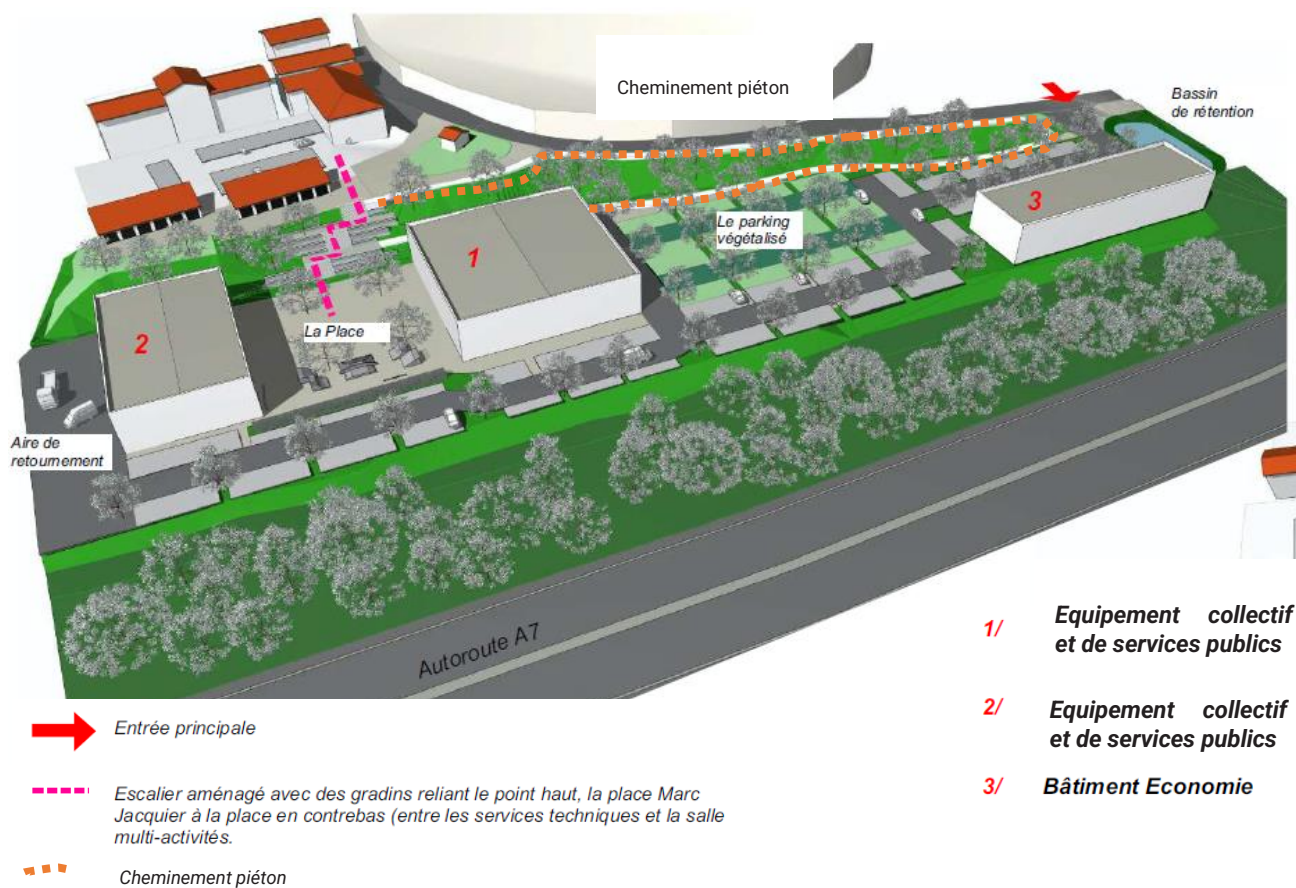 Cheminement piéton
Bassin
de rétention
3
Le parking
végétalisé
1
La Place
2
Aire de
retournement
Autoroute A7
1/ Equipement collectif
et de services publics
2/ Equipement collectif
et de services publics
3/ Bâtiment Economie
Entrée principale
Escalier aménagé avec des gradins reliant le point haut, la place Marc
Jacquier à la place en contrebas (entre les services techniques et la salle
multi-activités.
Cheminement piéton